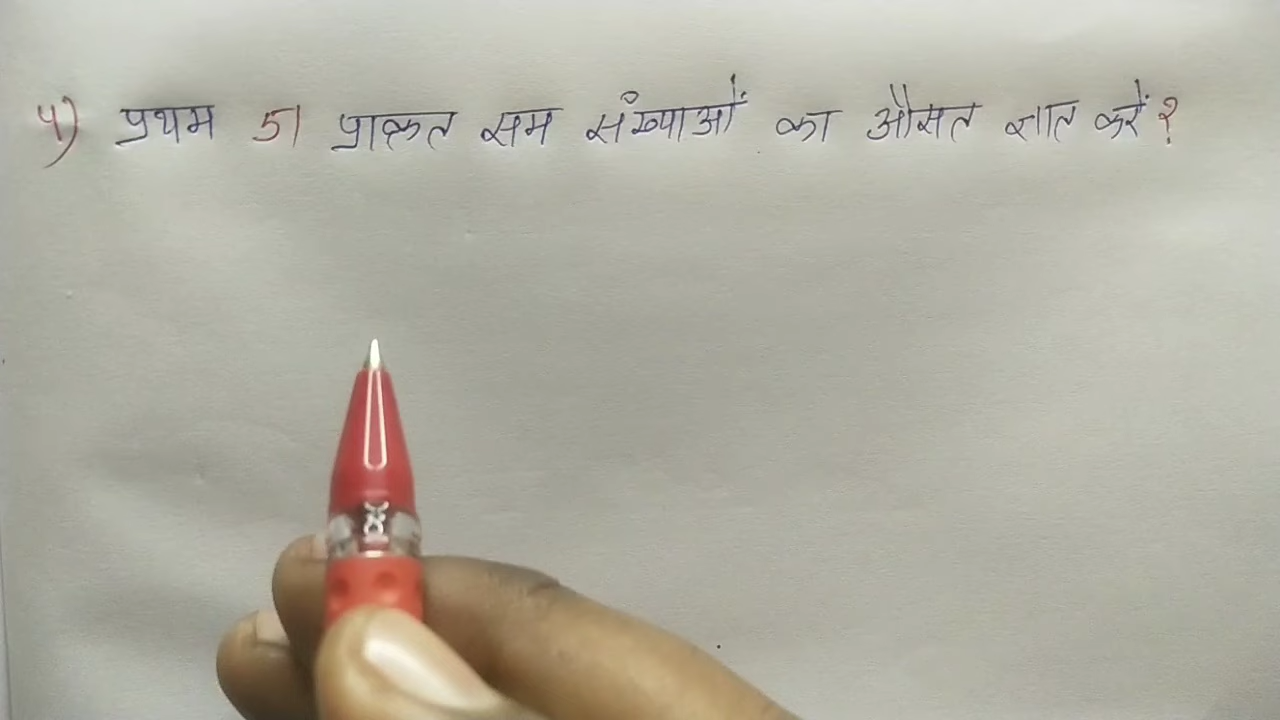 4) प्रथम 51 प्राकृत सम संख्याओं का औसत ज्ञात करें ?